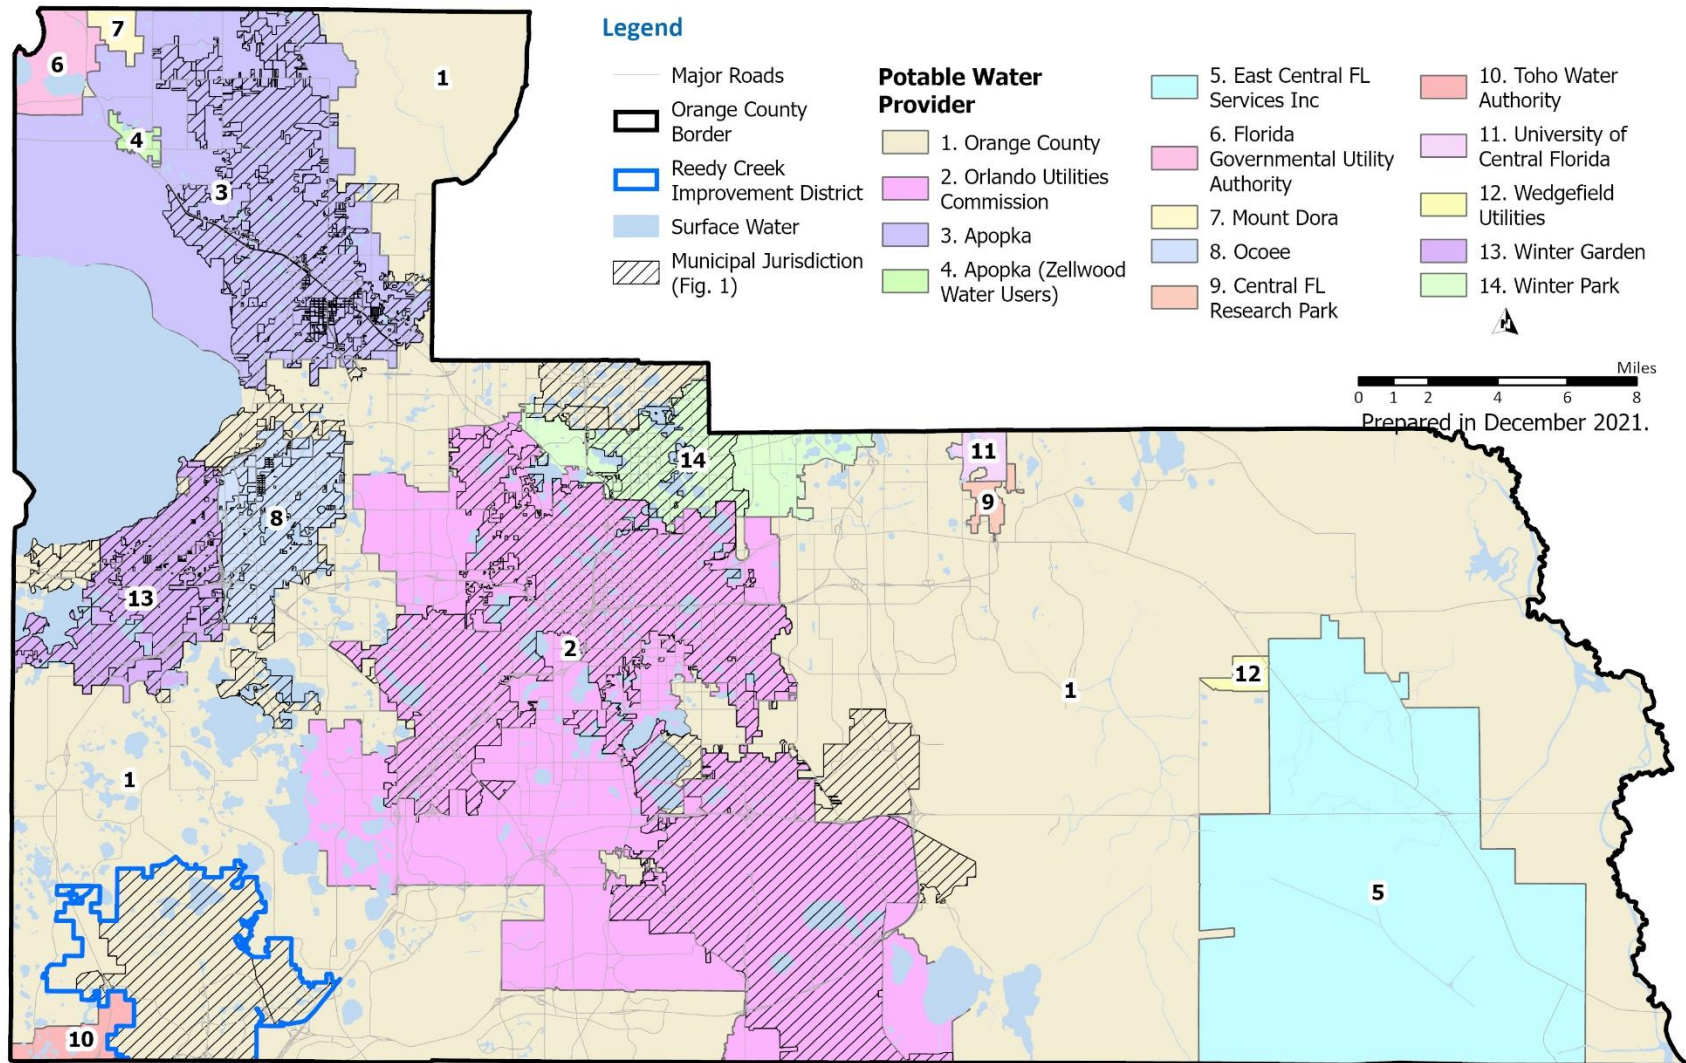 Legend
Major Roads
Orange County
Border
Reedy Creek
Improvement District
Surface Water
Municipal Jurisdiction
(Fig. 1)
Potable Water
Provider
1. Orange County
2. Orlando Utilities
Commission
3. Apopka
4. Apopka (Zellwood
Water Users)
5. East Central FL
Services Inc
6. Florida
Governmental Utility
Authority
7. Mount Dora
8. Ocoee
9. Central FL
Research Park
10. Toho Water
Authority
11. University of
Central Florida
12. Wedgefield
Utilities
13. Winter Garden
14. Winter Park
N
Miles
0 1 2 4 6 8
Prepared in December 2021.
7
6
1
4
3
14
11
9
8
13
2
12
1
1
5
10